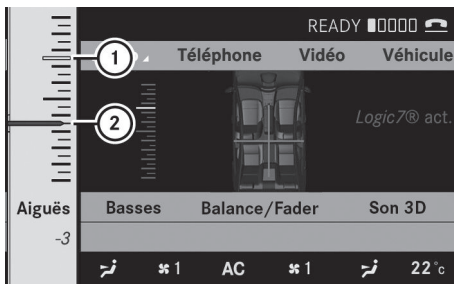 READY
1 Téléphone Vidéo Véhicule
2
Logic7® act.
Aiguës Basses Balance/Fader Son 3D
-3
1 AC 1 22°c